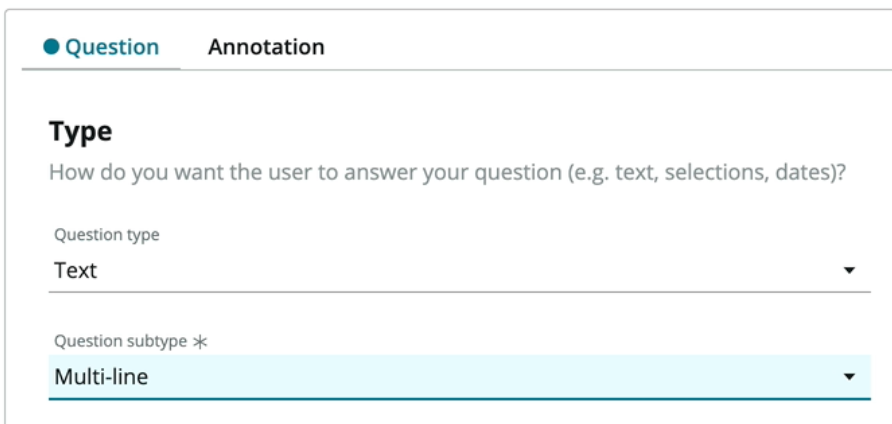 Question Annotation
Type
How do you want the user to answer your question (e.g. text, selections, dates)?
Question type
Text
Question subtype *
Multi-line